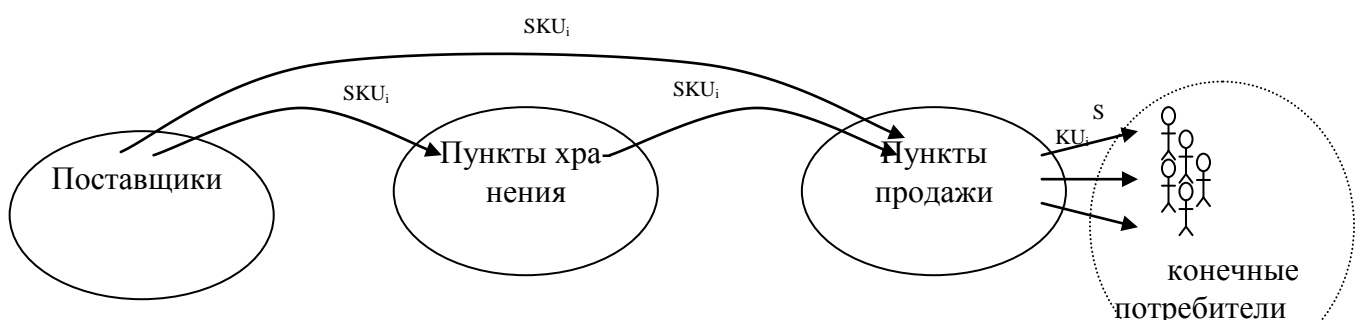 SKUi
SKUi
SKUi
S
KUi
Поставщики
Пункты хра-
нения
Пункты
продажи
конечные
потребители